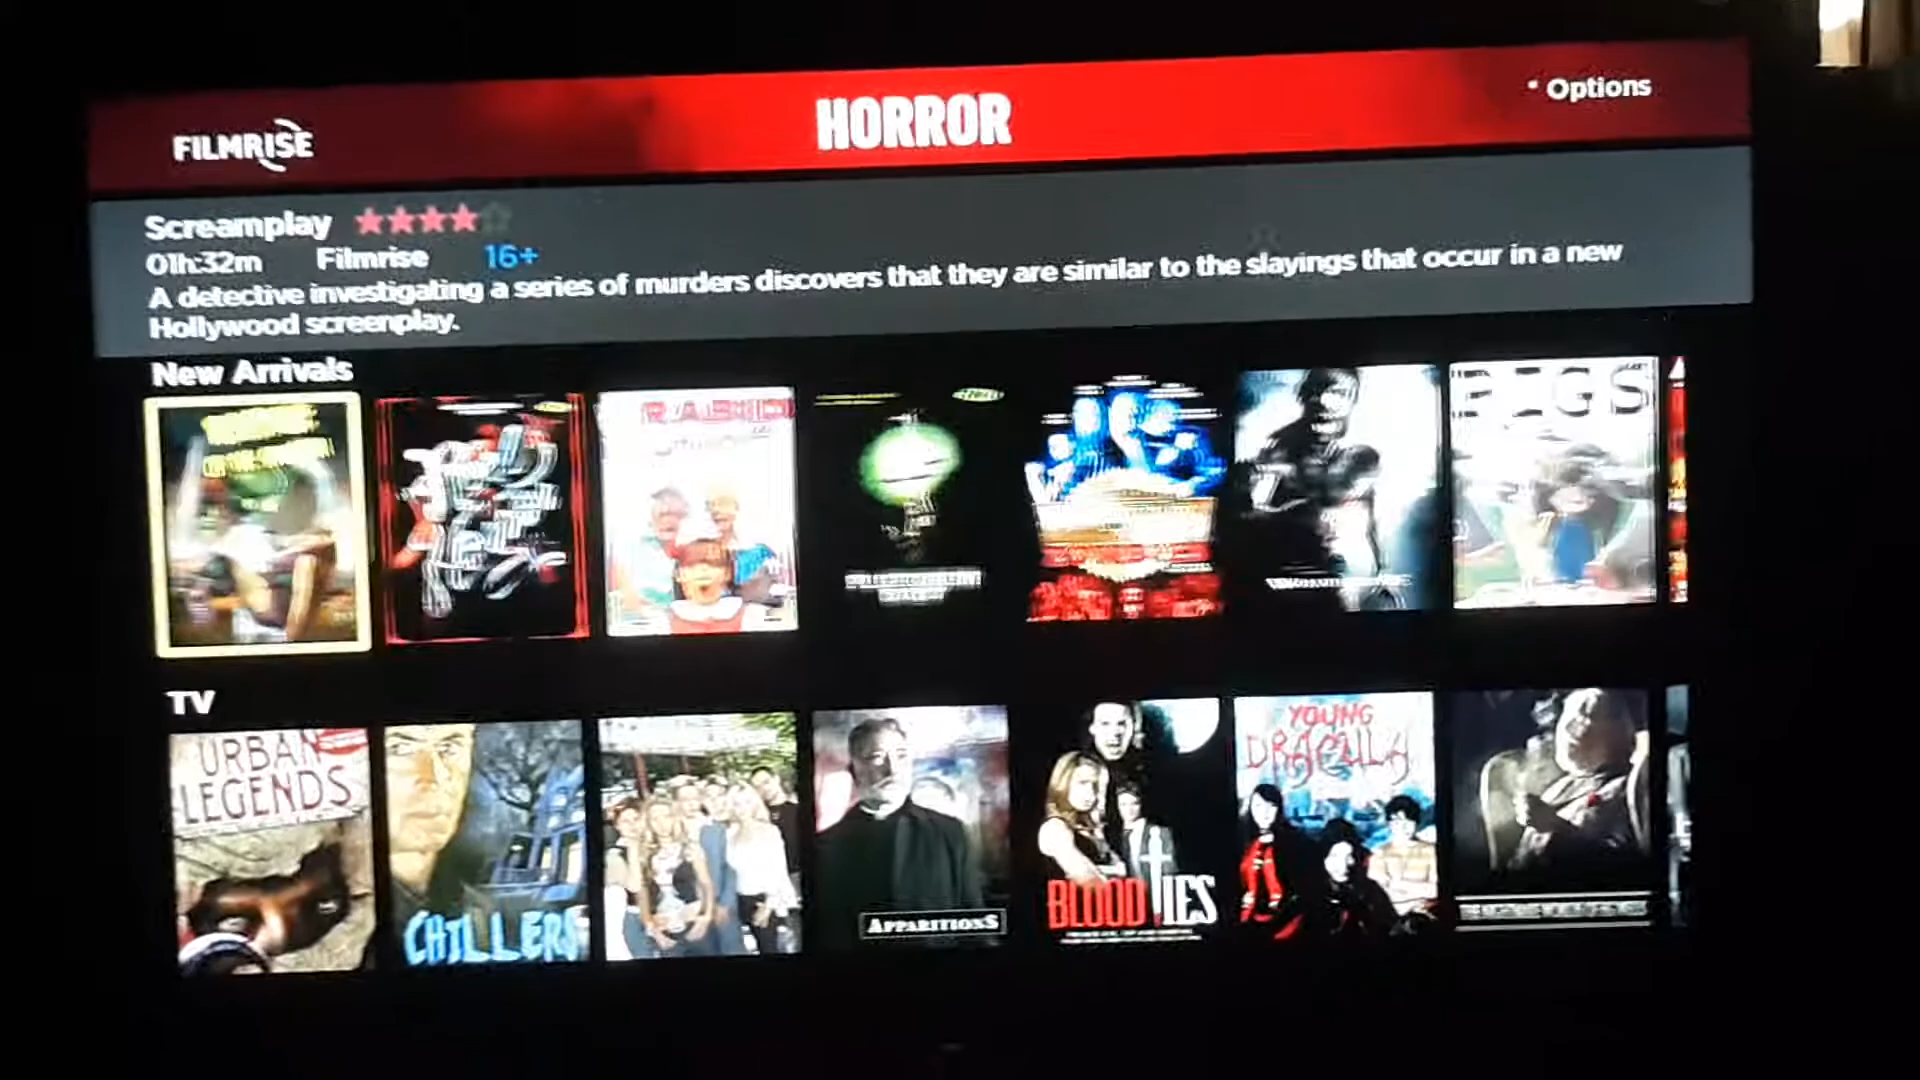 FILMRISE
HORROR
* Options
Screamplay
01h:32m Filmrise 16+
A detective investigating a series of murders discovers that they are similar to the slayings that occur in a new
Hollywood screenplay.
New Arrivals
PIGS
TV
URBAN
LEGENDS
CHILLERS
APPARITIONS
BLOOD TIES
YOUNG
DRACULA